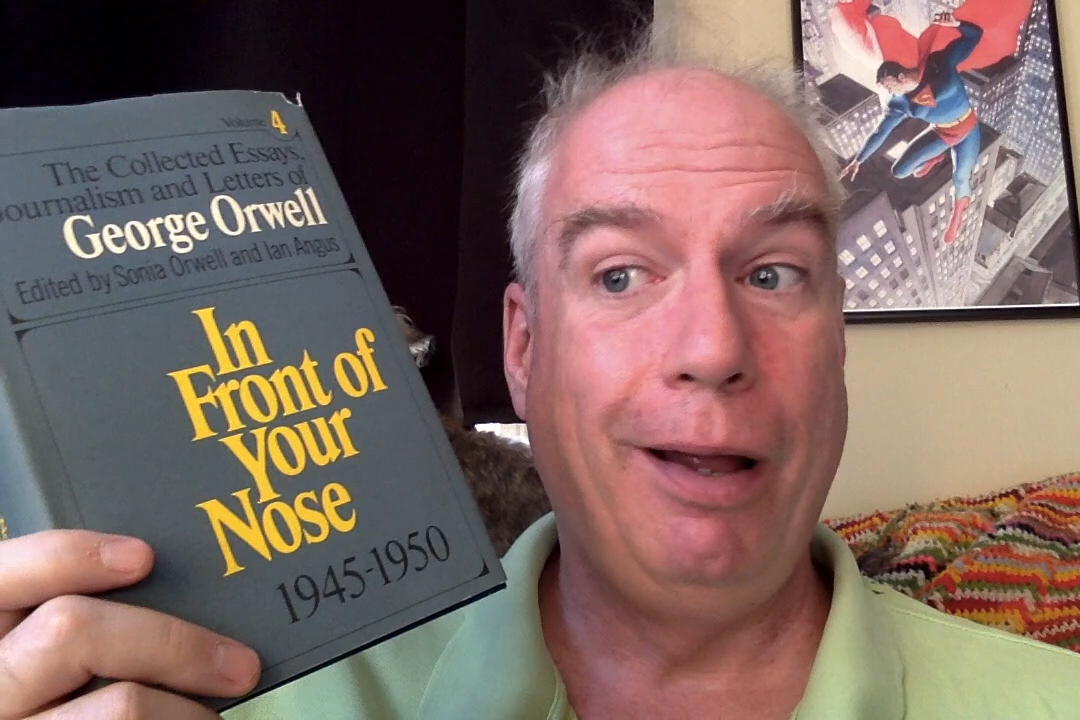 Volume 4
The Collected Essays,
Journalism and Letters of
George Orwell
Edited by Sonia Orwell and Ian Angus
In
Front of
Your
Nose
1945-1950